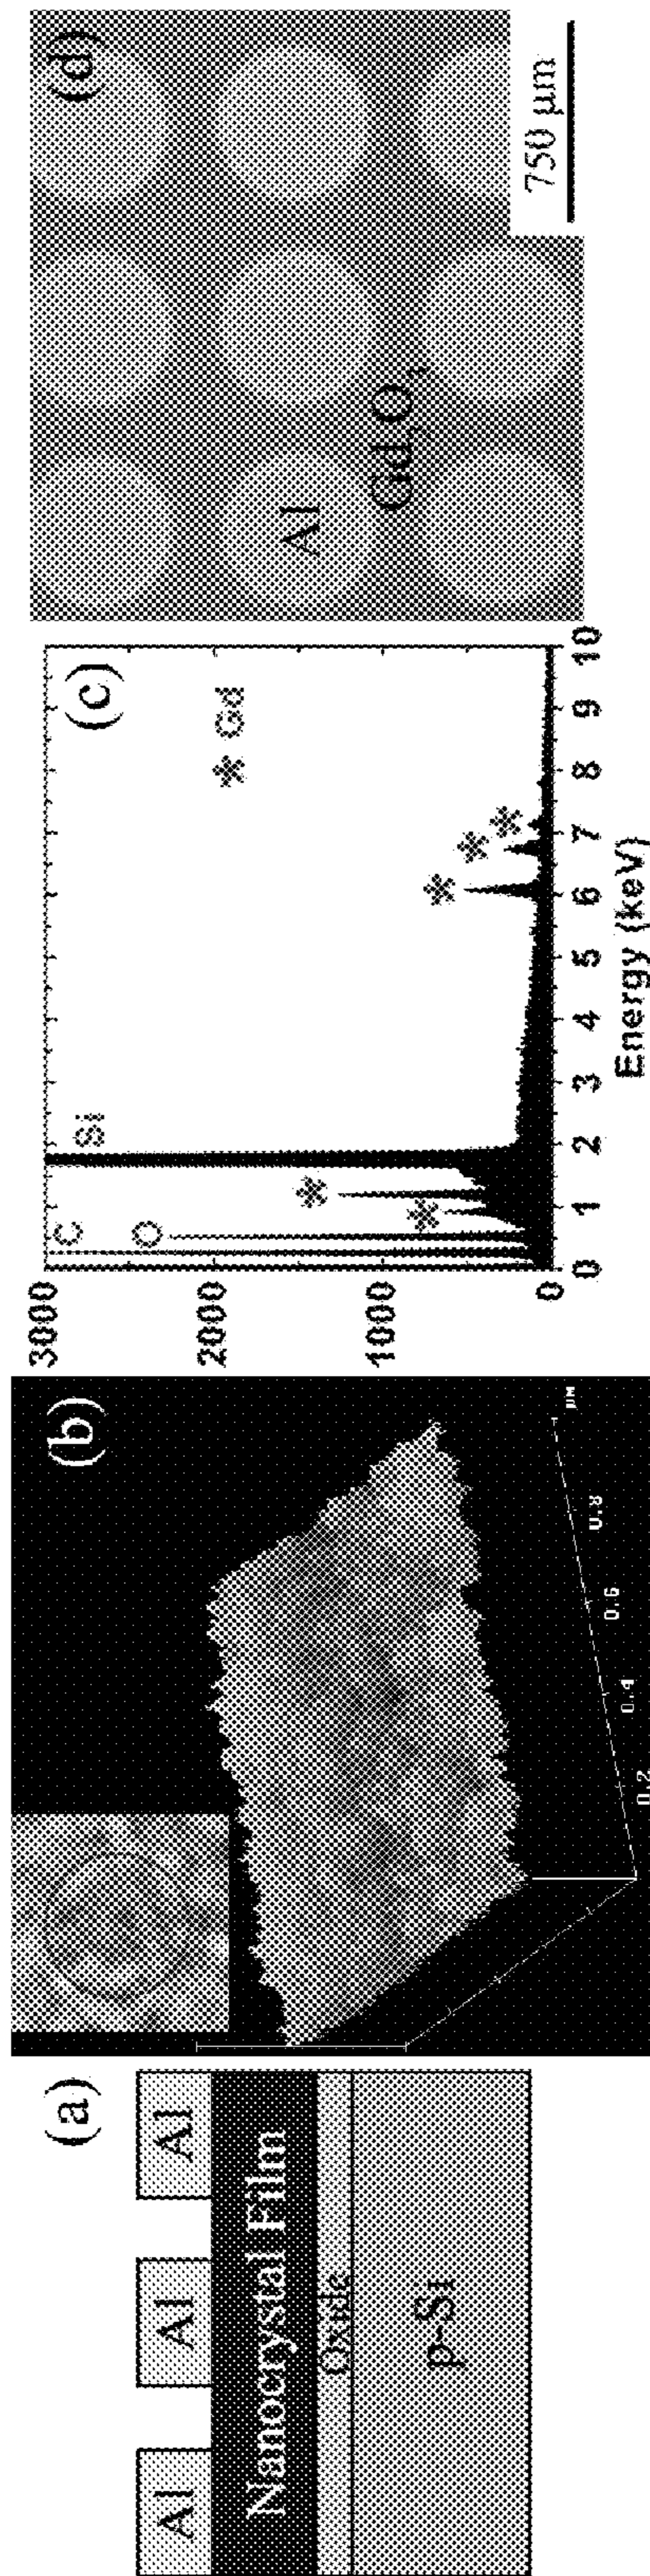 (a)
Al Al Al
Nanocrystal Film
Oxide
p-Si
(b)
0.2 0.4 0.6 0.8 µM
(c)
3000
2000
1000
0
C
O
Si
* Gd
* * * * *
0 1 2 3 4 5 6 7 8 9 10
Energy (keV)
(d)
Al
750 µm